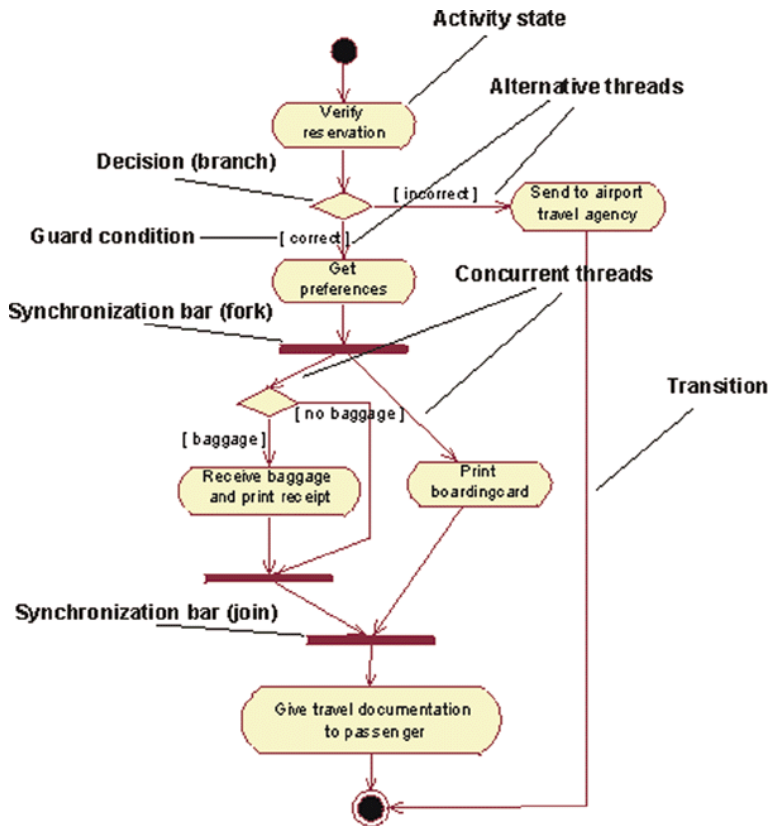 Activity state
Verify
reservation
Alternative threads
Decision (branch)
[ incorrect ]
Send to airport
travel agency
Guard condition
[ correct ]
Get
preferences
Concurrent threads
Synchronization bar (fork)
Transition
[ no baggage ]
[ baggage ]
Receive baggage
and print receipt
Print
boardingcard
Synchronization bar (join)
Give travel documentation
to passenger